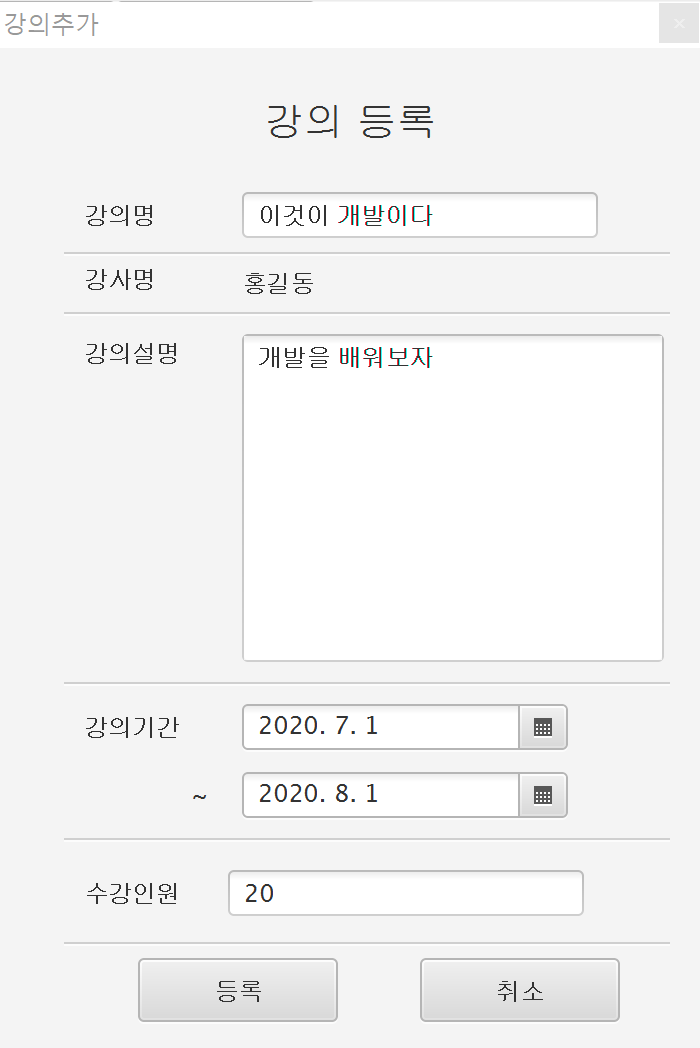 강의추가
강의 등록
강의명 이것이 개발이다
강사명 홍길동
강의설명 개발을 배워보자
강의기간 2020. 7. 1
~ 2020. 8. 1
수강인원 20
등록 취소